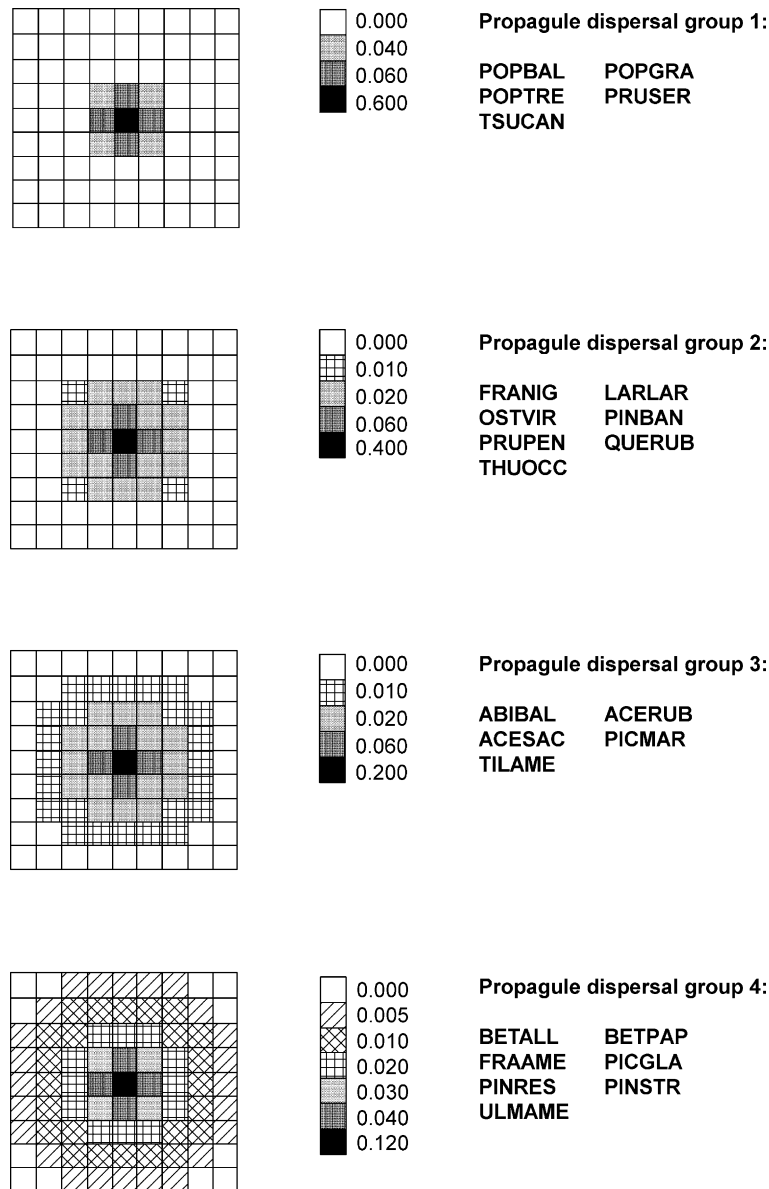 0.000
0.040
0.060
0.600
Propagule dispersal group 1:
POPBAL POPGRA
POPTRE PRUSER
TSUCAN
0.000
0.010
0.020
0.060
0.400
Propagule dispersal group 2:
FRANIG LARLAR
OSTVIR PINBAN
PRUPEN QUERUB
THUOCC
0.000
0.010
0.020
0.060
0.200
Propagule dispersal group 3:
ABIBAL ACERUB
ACESAC PICMAR
TILAME
0.000
0.005
0.010
0.020
0.030
0.040
0.120
Propagule dispersal group 4:
BETALL BETPAP
FRAAME PICGLA
PINRES PINSTR
ULMAME